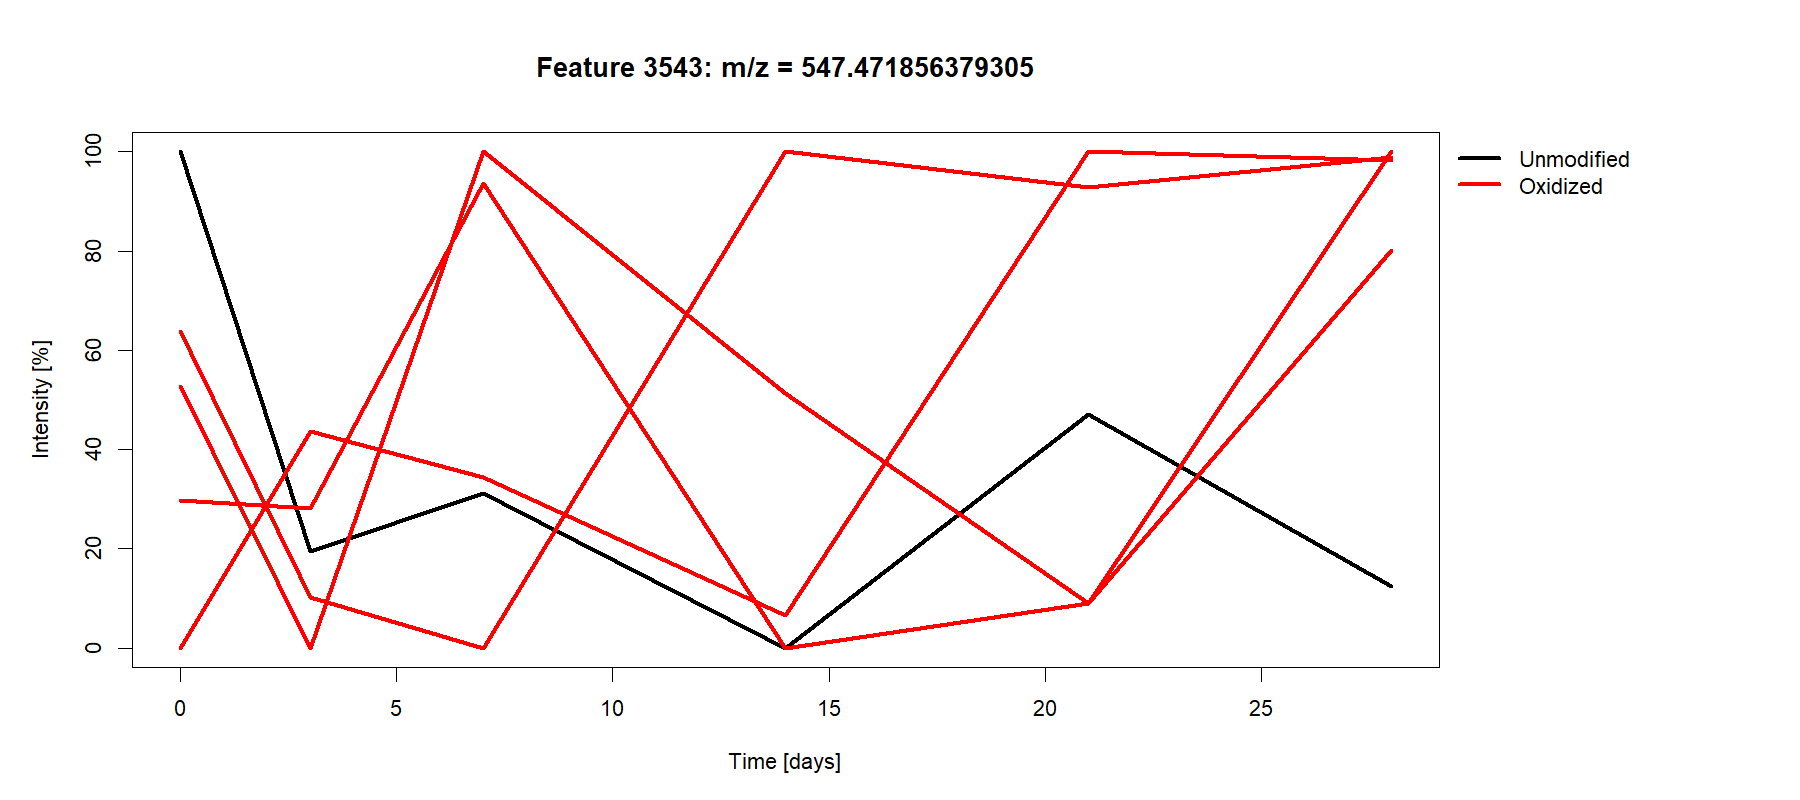 Feature 3543: m/z = 547.471856379305
Unmodified
Oxidized
Intensity [%]
100
80
60
40
20
0
0 5 10 15 20 25
Time [days]